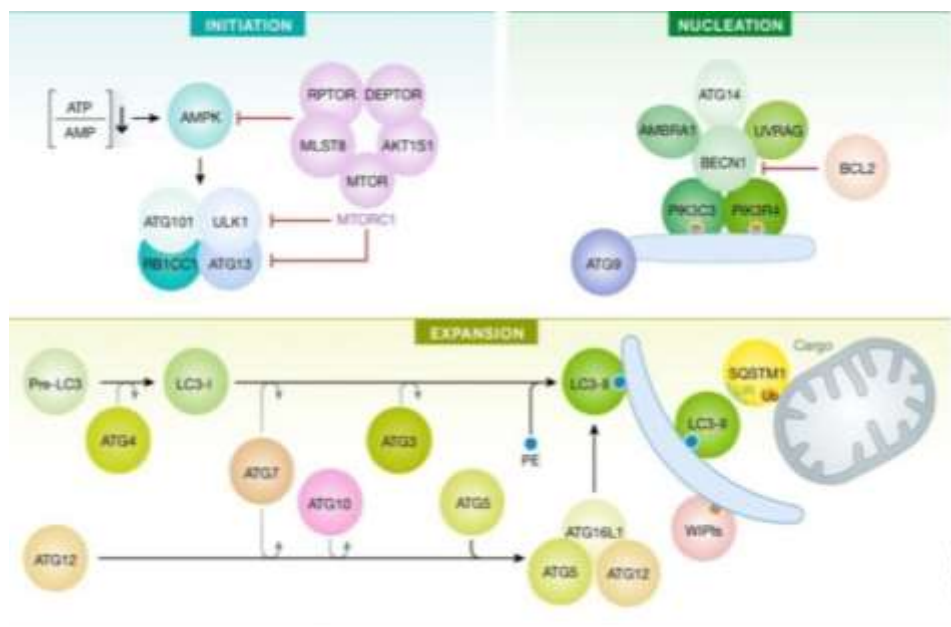 INITIATION
ATP
AMP
AMPK
RPTOR
DEPTOR
MLST8
AKT1S1
MTOR
MTORC1
ATG101
ULK1
RB1CC1
ATG13
NUCLEATION
ATG14
AMBRA1
UVRAG
BECN1
BCL2
PIK3C3
PIK3R4
ATG9
EXPANSION
Pre-LC3
LC3-I
ATG4
ATG7
ATG3
PE
LC3-II
SQSTM1
Ub
Cargo
LC3-II
ATG10
ATG5
WIPIs
ATG12
ATG16L1
ATG5
ATG12